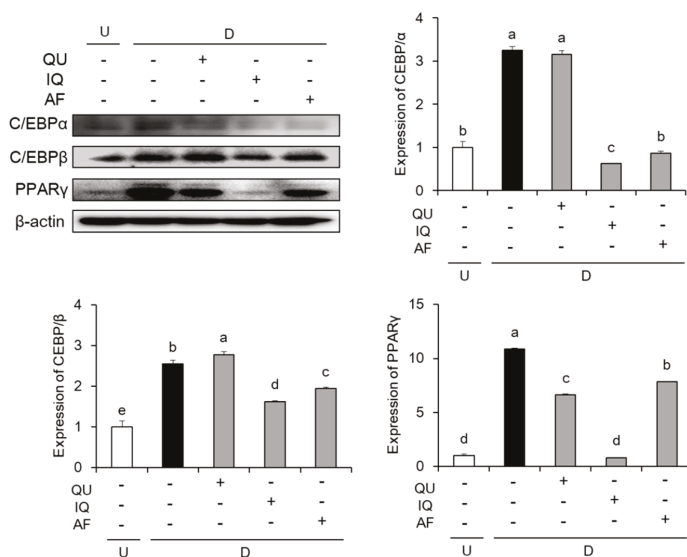 U D
QU - - + - -
IQ - - - + -
AF - - - - +
C/EBPα
C/EBPβ
PPARγ
β-actin
Expression of CEBP/α
4
3
2
1
0
b a a c b
QU - - + - -
IQ - - - + -
AF - - - - +
U D
Expression of CEBP/β
4
3
2
1
0
e b a d c
QU - - + - -
IQ - - - + -
AF - - - - +
U D
Expression of PPARγ
15
10
5
0
d a c d b
QU - - + - -
IQ - - - + -
AF - - - - +
U D